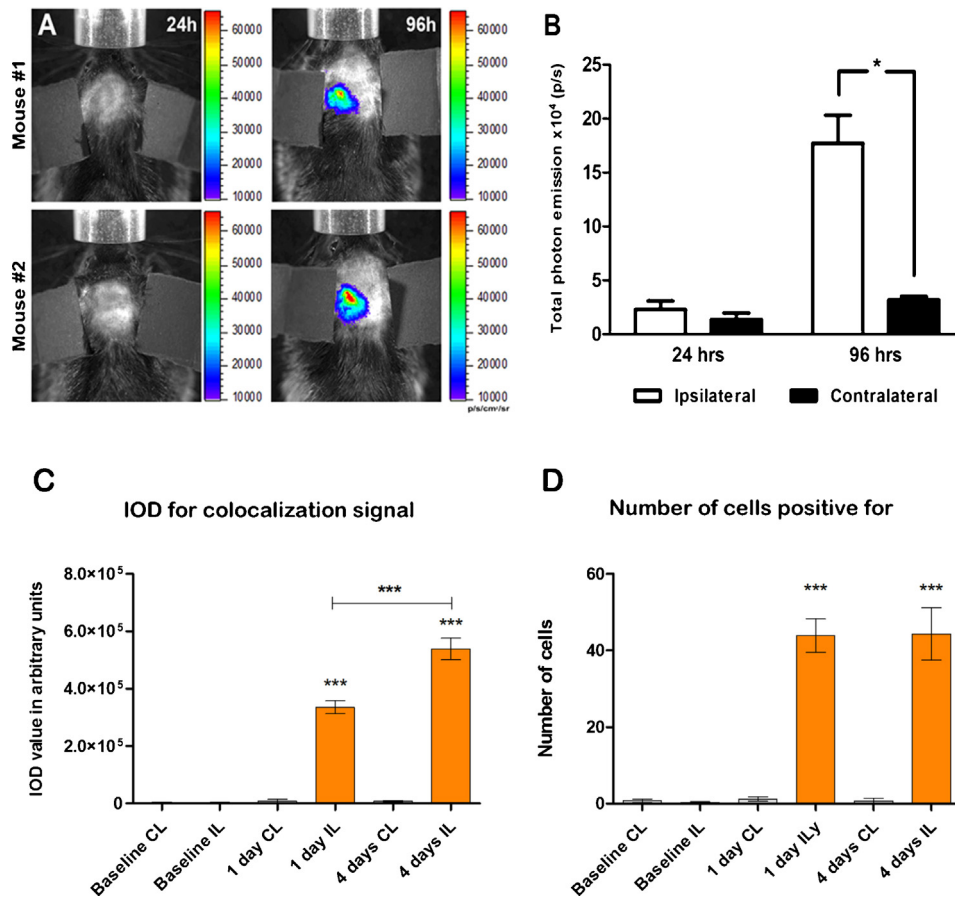 A
24h
96h
Mouse #1
60000
50000
40000
30000
20000
10000
60000
50000
40000
30000
20000
10000
Mouse #2
60000
50000
40000
30000
20000
10000
60000
50000
40000
30000
20000
10000
p/s/cm²/sr
B
Total photon emission x10⁴ (p/s)
25
20
15
10
5
0
*
24 hrs
96 hrs
Ipsilateral
Contralateral
C
IOD for colocalization signal
IOD value in arbitrary units
8.0×10⁵
6.0×10⁵
4.0×10⁵
2.0×10⁵
0
***
***
***
Baseline CL
Baseline IL
1 day CL
1 day IL
4 days CL
4 days IL
D
Number of cells positive for
Number of cells
60
40
20
0
***
***
Baseline CL
Baseline IL
1 day CL
1 day ILy
4 days CL
4 days IL